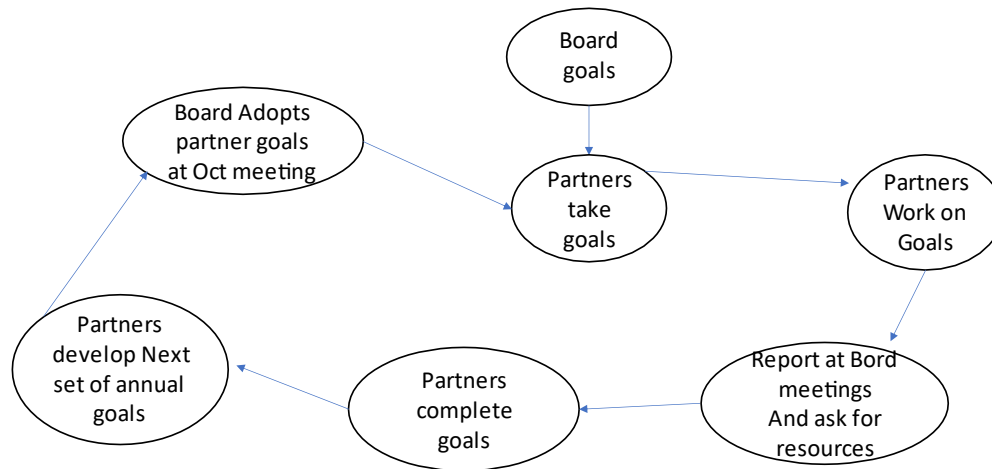 Board
goals
Board Adopts
partner goals
at Oct meeting
Partners
take
goals
Partners
Work on
Goals
Report at Bord
meetings
And ask for
resources
Partners
complete
goals
Partners
develop Next
set of annual
goals